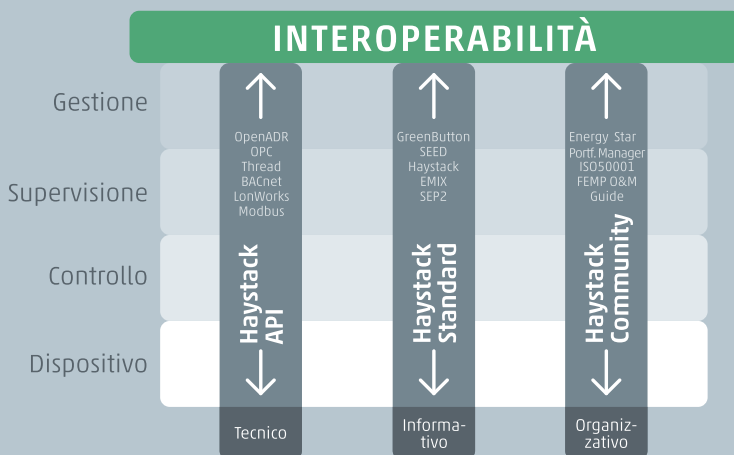 INTEROPERABILITÀ
Gestione
Supervisione
Controllo
Dispositivo
OpenADR
OPC
Thread
BACnet
LonWorks
Modbus
Haystack
API
Tecnico
GreenButton
SEED
Haystack
EMIX
SEP2
Haystack
Standard
Informa-
tivo
Energy Star
Portf. Manager
ISO50001
FEMP O&M
Guide
Haystack
Community
Organiz-
zativo